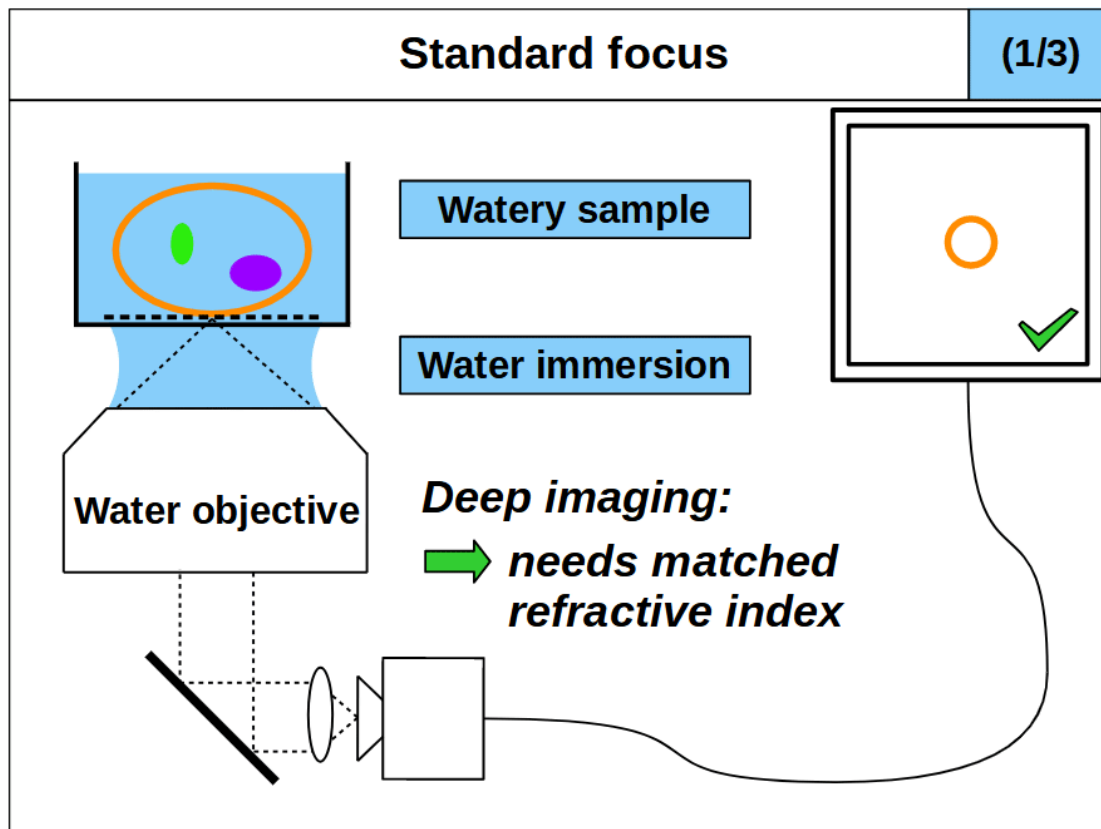 Standard focus
(1/3)
Watery sample
Water immersion
Water objective
Deep imaging:
needs matched
refractive index